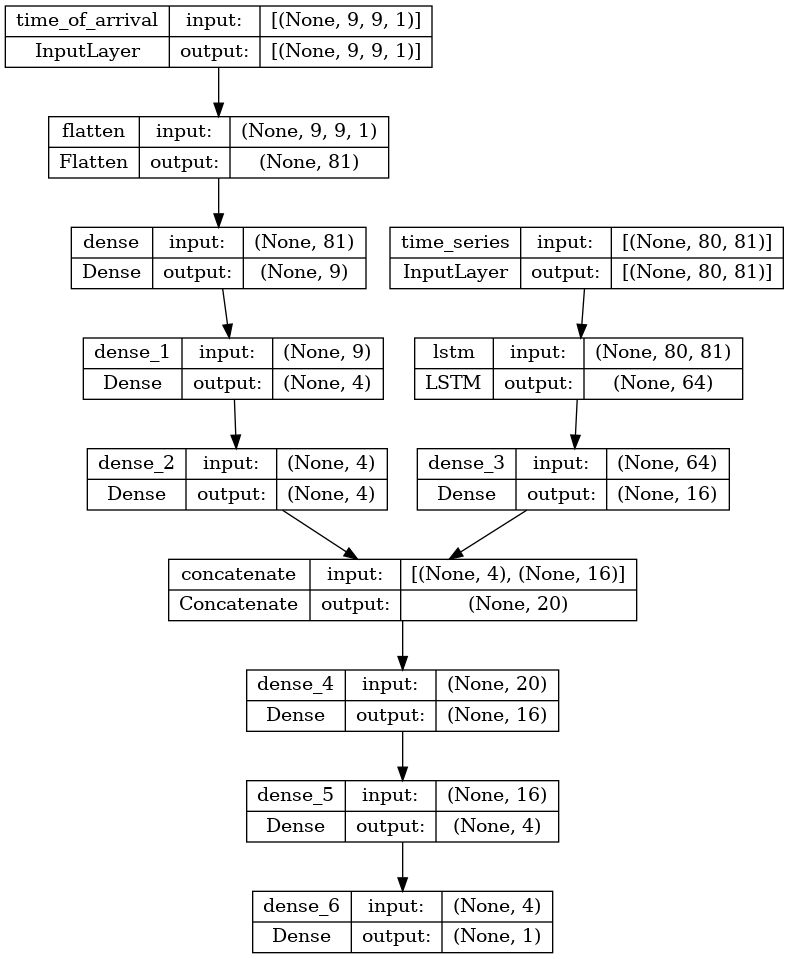 time_of_arrival input: [(None, 9, 9, 1)]
InputLayer output: [(None, 9, 9, 1)]
flatten input: (None, 9, 9, 1)
Flatten output: (None, 81)
dense input: (None, 81)
Dense output: (None, 9)
time_series input: [(None, 80, 81)]
InputLayer output: [(None, 80, 81)]
dense_1 input: (None, 9)
Dense output: (None, 4)
lstm input: (None, 80, 81)
LSTM output: (None, 64)
dense_2 input: (None, 4)
Dense output: (None, 4)
dense_3 input: (None, 64)
Dense output: (None, 16)
concatenate input: [(None, 4), (None, 16)]
Concatenate output: (None, 20)
dense_4 input: (None, 20)
Dense output: (None, 16)
dense_5 input: (None, 16)
Dense output: (None, 4)
dense_6 input: (None, 4)
Dense output: (None, 1)